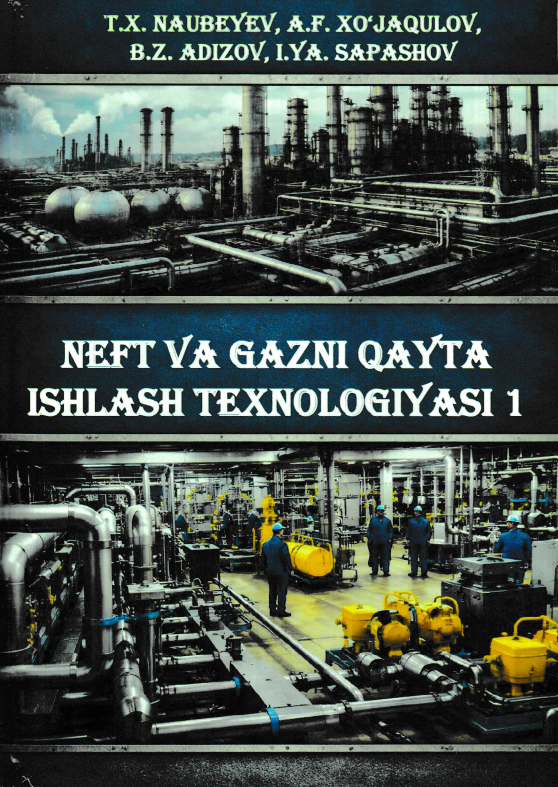 T.X. NAUBEYEV, A.F. XO‘JAQULOV,
B.Z. ADIZOV, I.YA. SAPASHOV
NEFT VA GAZNI QAYTA
ISHLASH TEXNOLOGIYASI 1